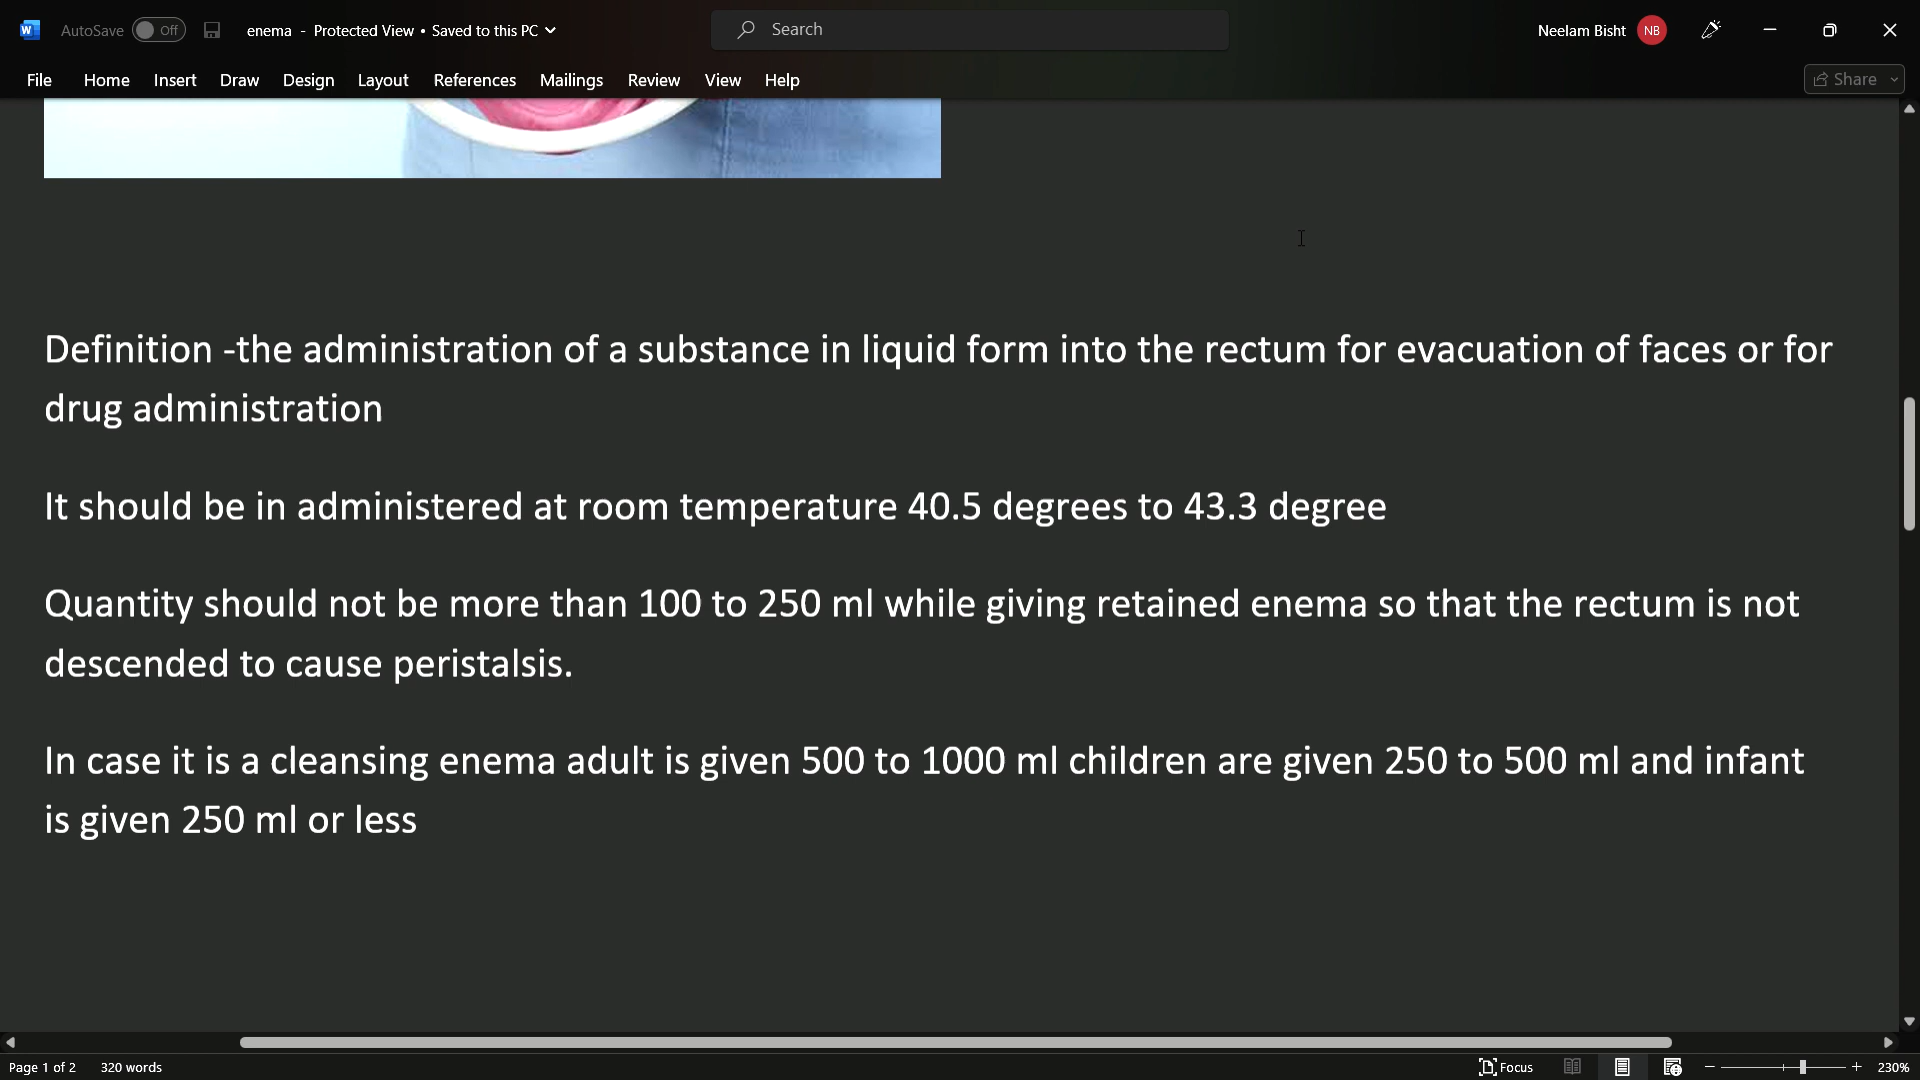 W AutoSave Off enema - Protected View • Saved to this PC Search Neelam Bisht NB
File Home Insert Draw Design Layout References Mailings Review View Help Share
Definition -the administration of a substance in liquid form into the rectum for evacuation of faces or for
drug administration
It should be in administered at room temperature 40.5 degrees to 43.3 degree
Quantity should not be more than 100 to 250 ml while giving retained enema so that the rectum is not
descended to cause peristalsis.
In case it is a cleansing enema adult is given 500 to 1000 ml children are given 250 to 500 ml and infant
is given 250 ml or less
Page 1 of 2 320 words Focus 230%